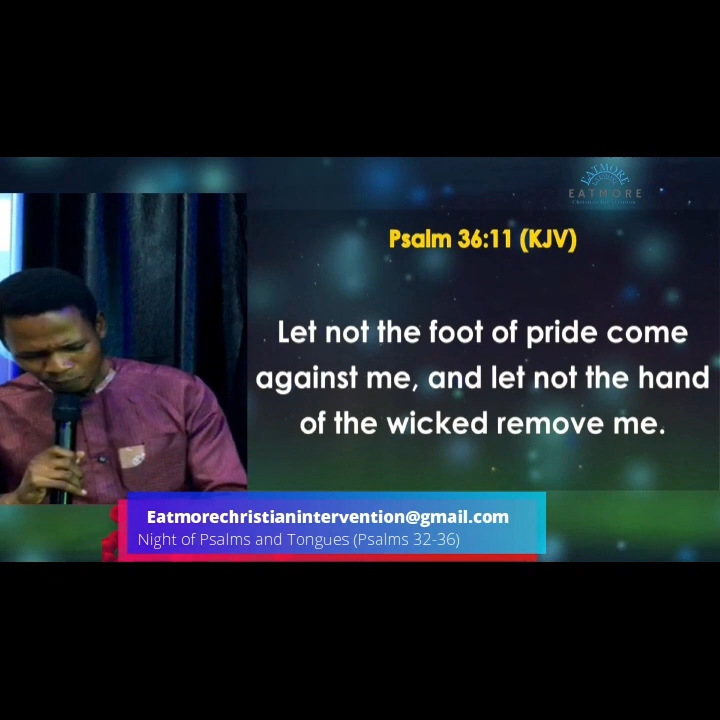 EATMORE
EATMORE
Psalm 36:11 (KJV)
Let not the foot of pride come
against me, and let not the hand
of the wicked remove me.
Eatmorechristianintervention@gmail.com
Night of Psalms and Tongues (Psalms 32-36)